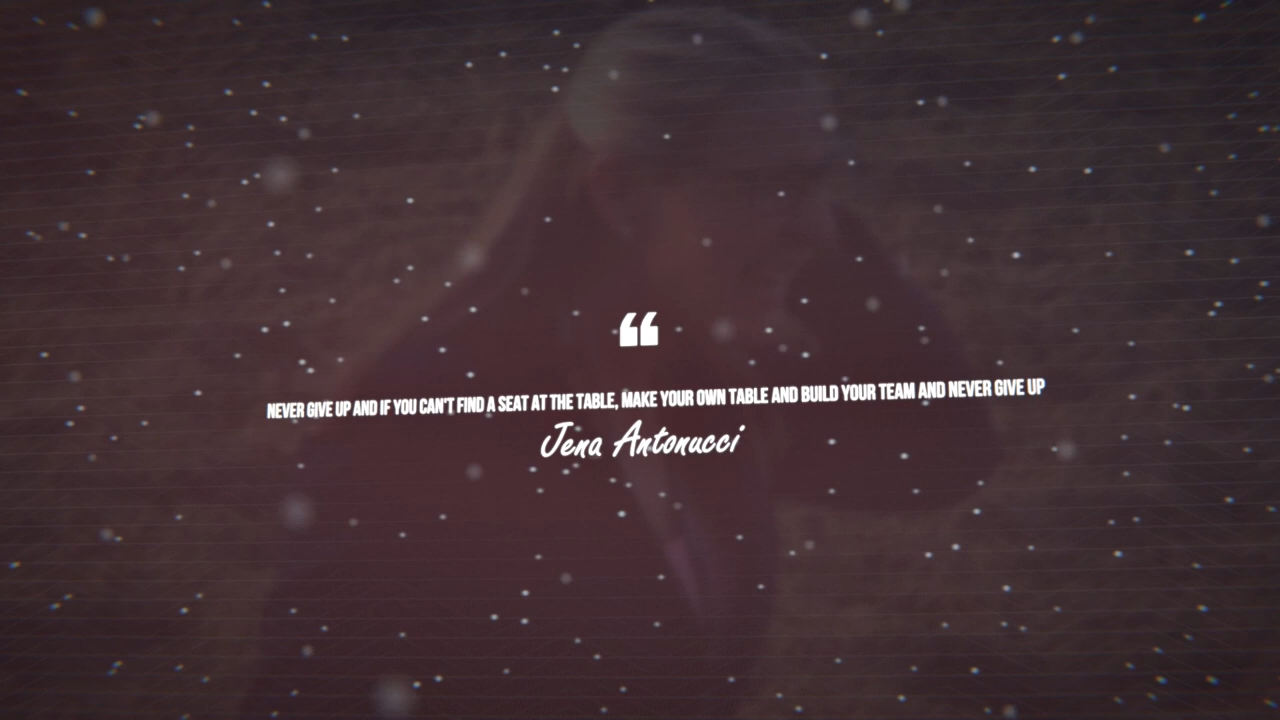 ❝
NEVER GIVE UP AND IF YOU CAN'T FIND A SEAT AT THE TABLE, MAKE YOUR OWN TABLE AND BUILD YOUR TEAM AND NEVER GIVE UP
Jena Antonucci